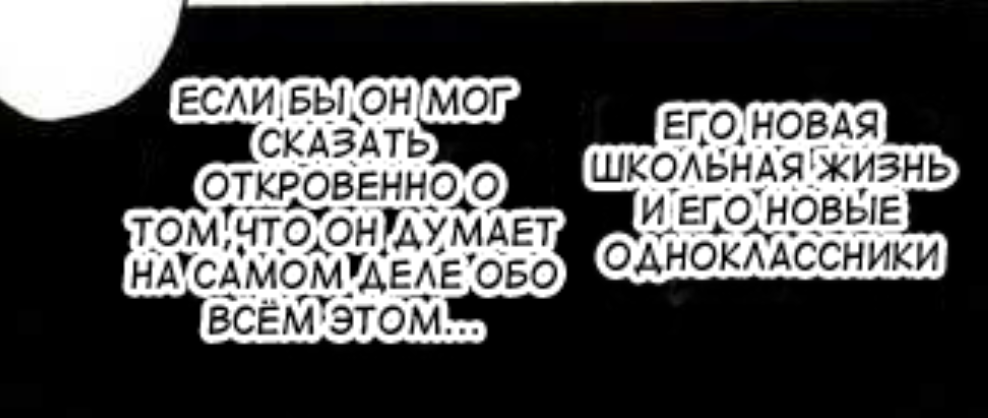 ЕГО НОВАЯ
ШКОЛЬНАЯ ЖИЗНЬ
И ЕГО НОВЫЕ
ОДНОКЛАССНИКИ
ЕСЛИ БЫ ОН МОГ
СКАЗАТЬ
ОТКРОВЕННО О
ТОМ, ЧТО ОН ДУМАЕТ
НА САМОМ ДЕЛЕ ОБО
ВСЁМ ЭТОМ...